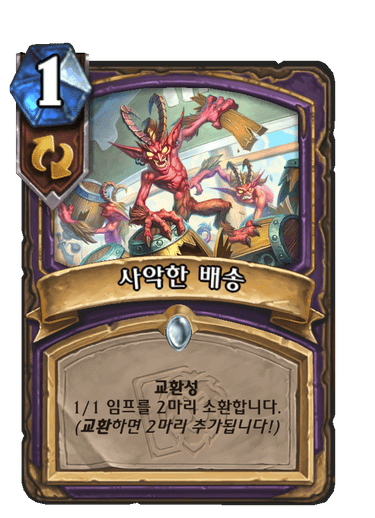 1
사악한 배송
교환성
1/1 임프를 2마리 소환합니다.
(교환하면 2마리 추가됩니다!)